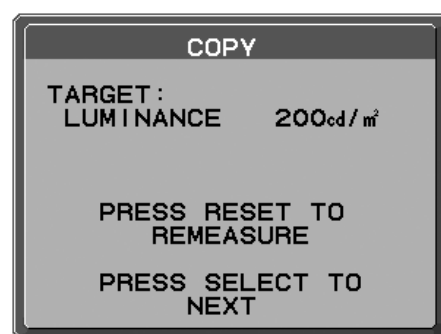 COPY
TARGET:
LUMINANCE 200cd/㎡
PRESS RESET TO
REMEASURE
PRESS SELECT TO
NEXT